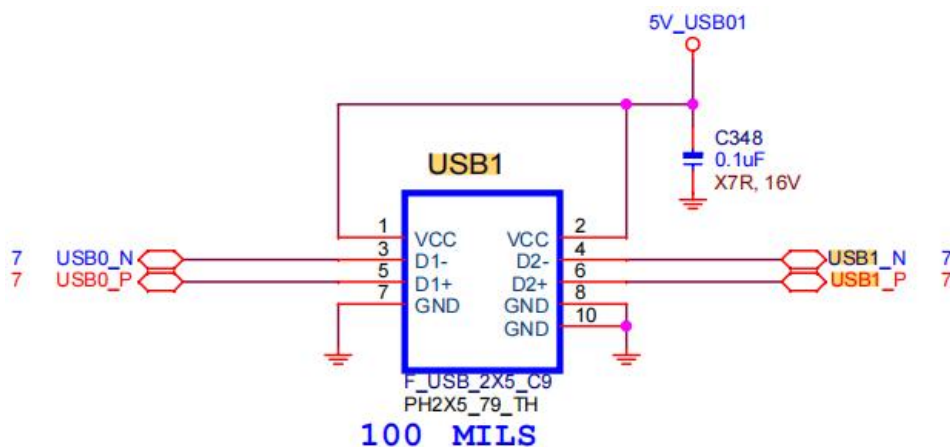 5V_USB01
C348
0.1uF
X7R, 16V
USB1
1 VCC VCC 2
7 USB0_N 3 D1- D2- 4 USB1_N 7
7 USB0_P 5 D1+ D2+ 6 USB1_P 7
7 GND GND 8
GND 10
F_USB_2X5_C9
PH2X5_79_TH
100 MILS